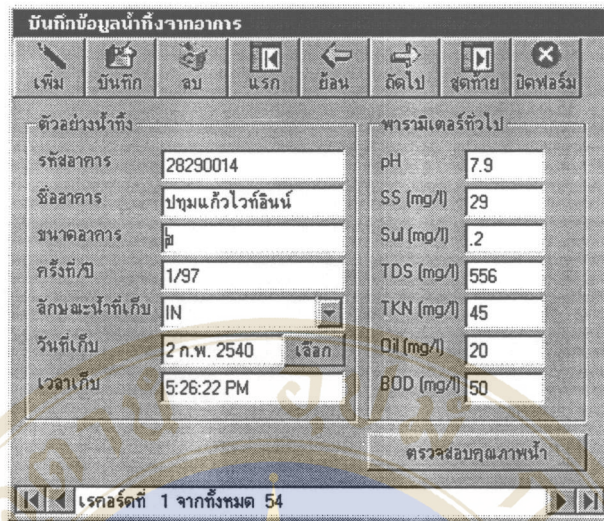 บันทึกข้อมูลน้ำทิ้งจากอาคาร
เพิ่ม บันทึก ลบ แรก ย้อน ถัดไป สุดท้าย ปิดฟอร์ม
ตัวอย่างน้ำทิ้ง
รหัสอาคาร 28290014
ชื่ออาคาร ปทุมแก้วไวท์อินน์
ขนาดอาคาร
ครั้งที่/ปี 1/97
ลักษณะน้ำที่เก็บ IN
วันที่เก็บ 2 ก.พ. 2540 เลือก
เวลาเก็บ 5:26:22 PM
พารามิเตอร์ทั่วไป
pH 7.9
SS (mg/l) 29
Sul (mg/l) .2
TDS (mg/l) 556
TKN (mg/l) 45
Oil (mg/l) 20
BOD (mg/l) 50
ตรวจสอบคุณภาพน้ำ
เรคอร์ดที่ 1 จากทั้งหมด 54